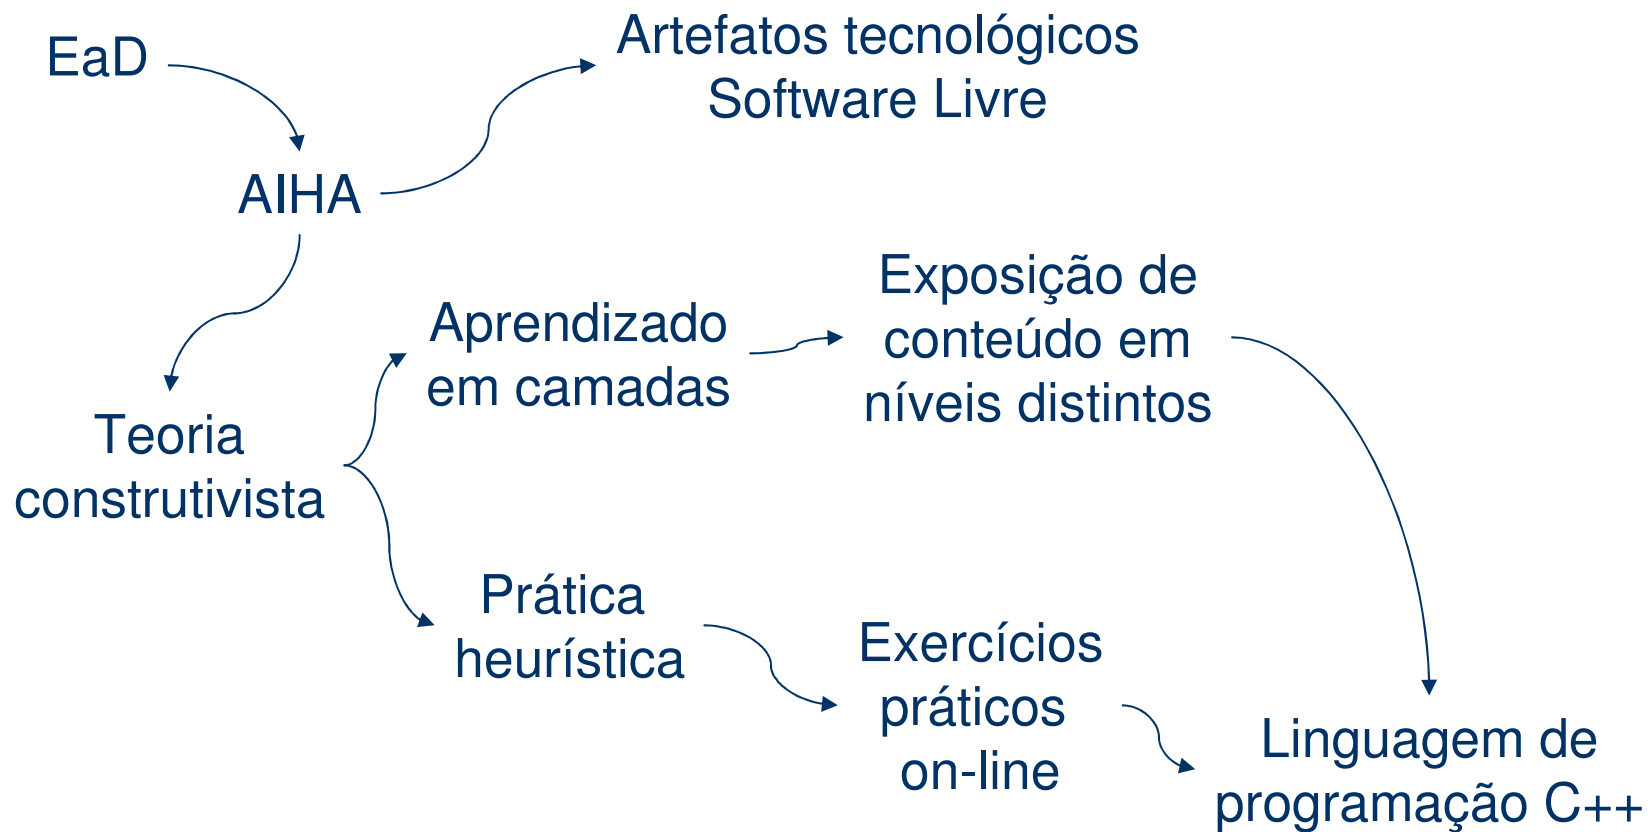 EaD
Artefatos tecnológicos
Software Livre
AIHA
Aprendizado
em camadas
Exposição de
conteúdo em
níveis distintos
Teoria
construtivista
Prática
heurística
Exercícios
práticos
on-line
Linguagem de
programação C++